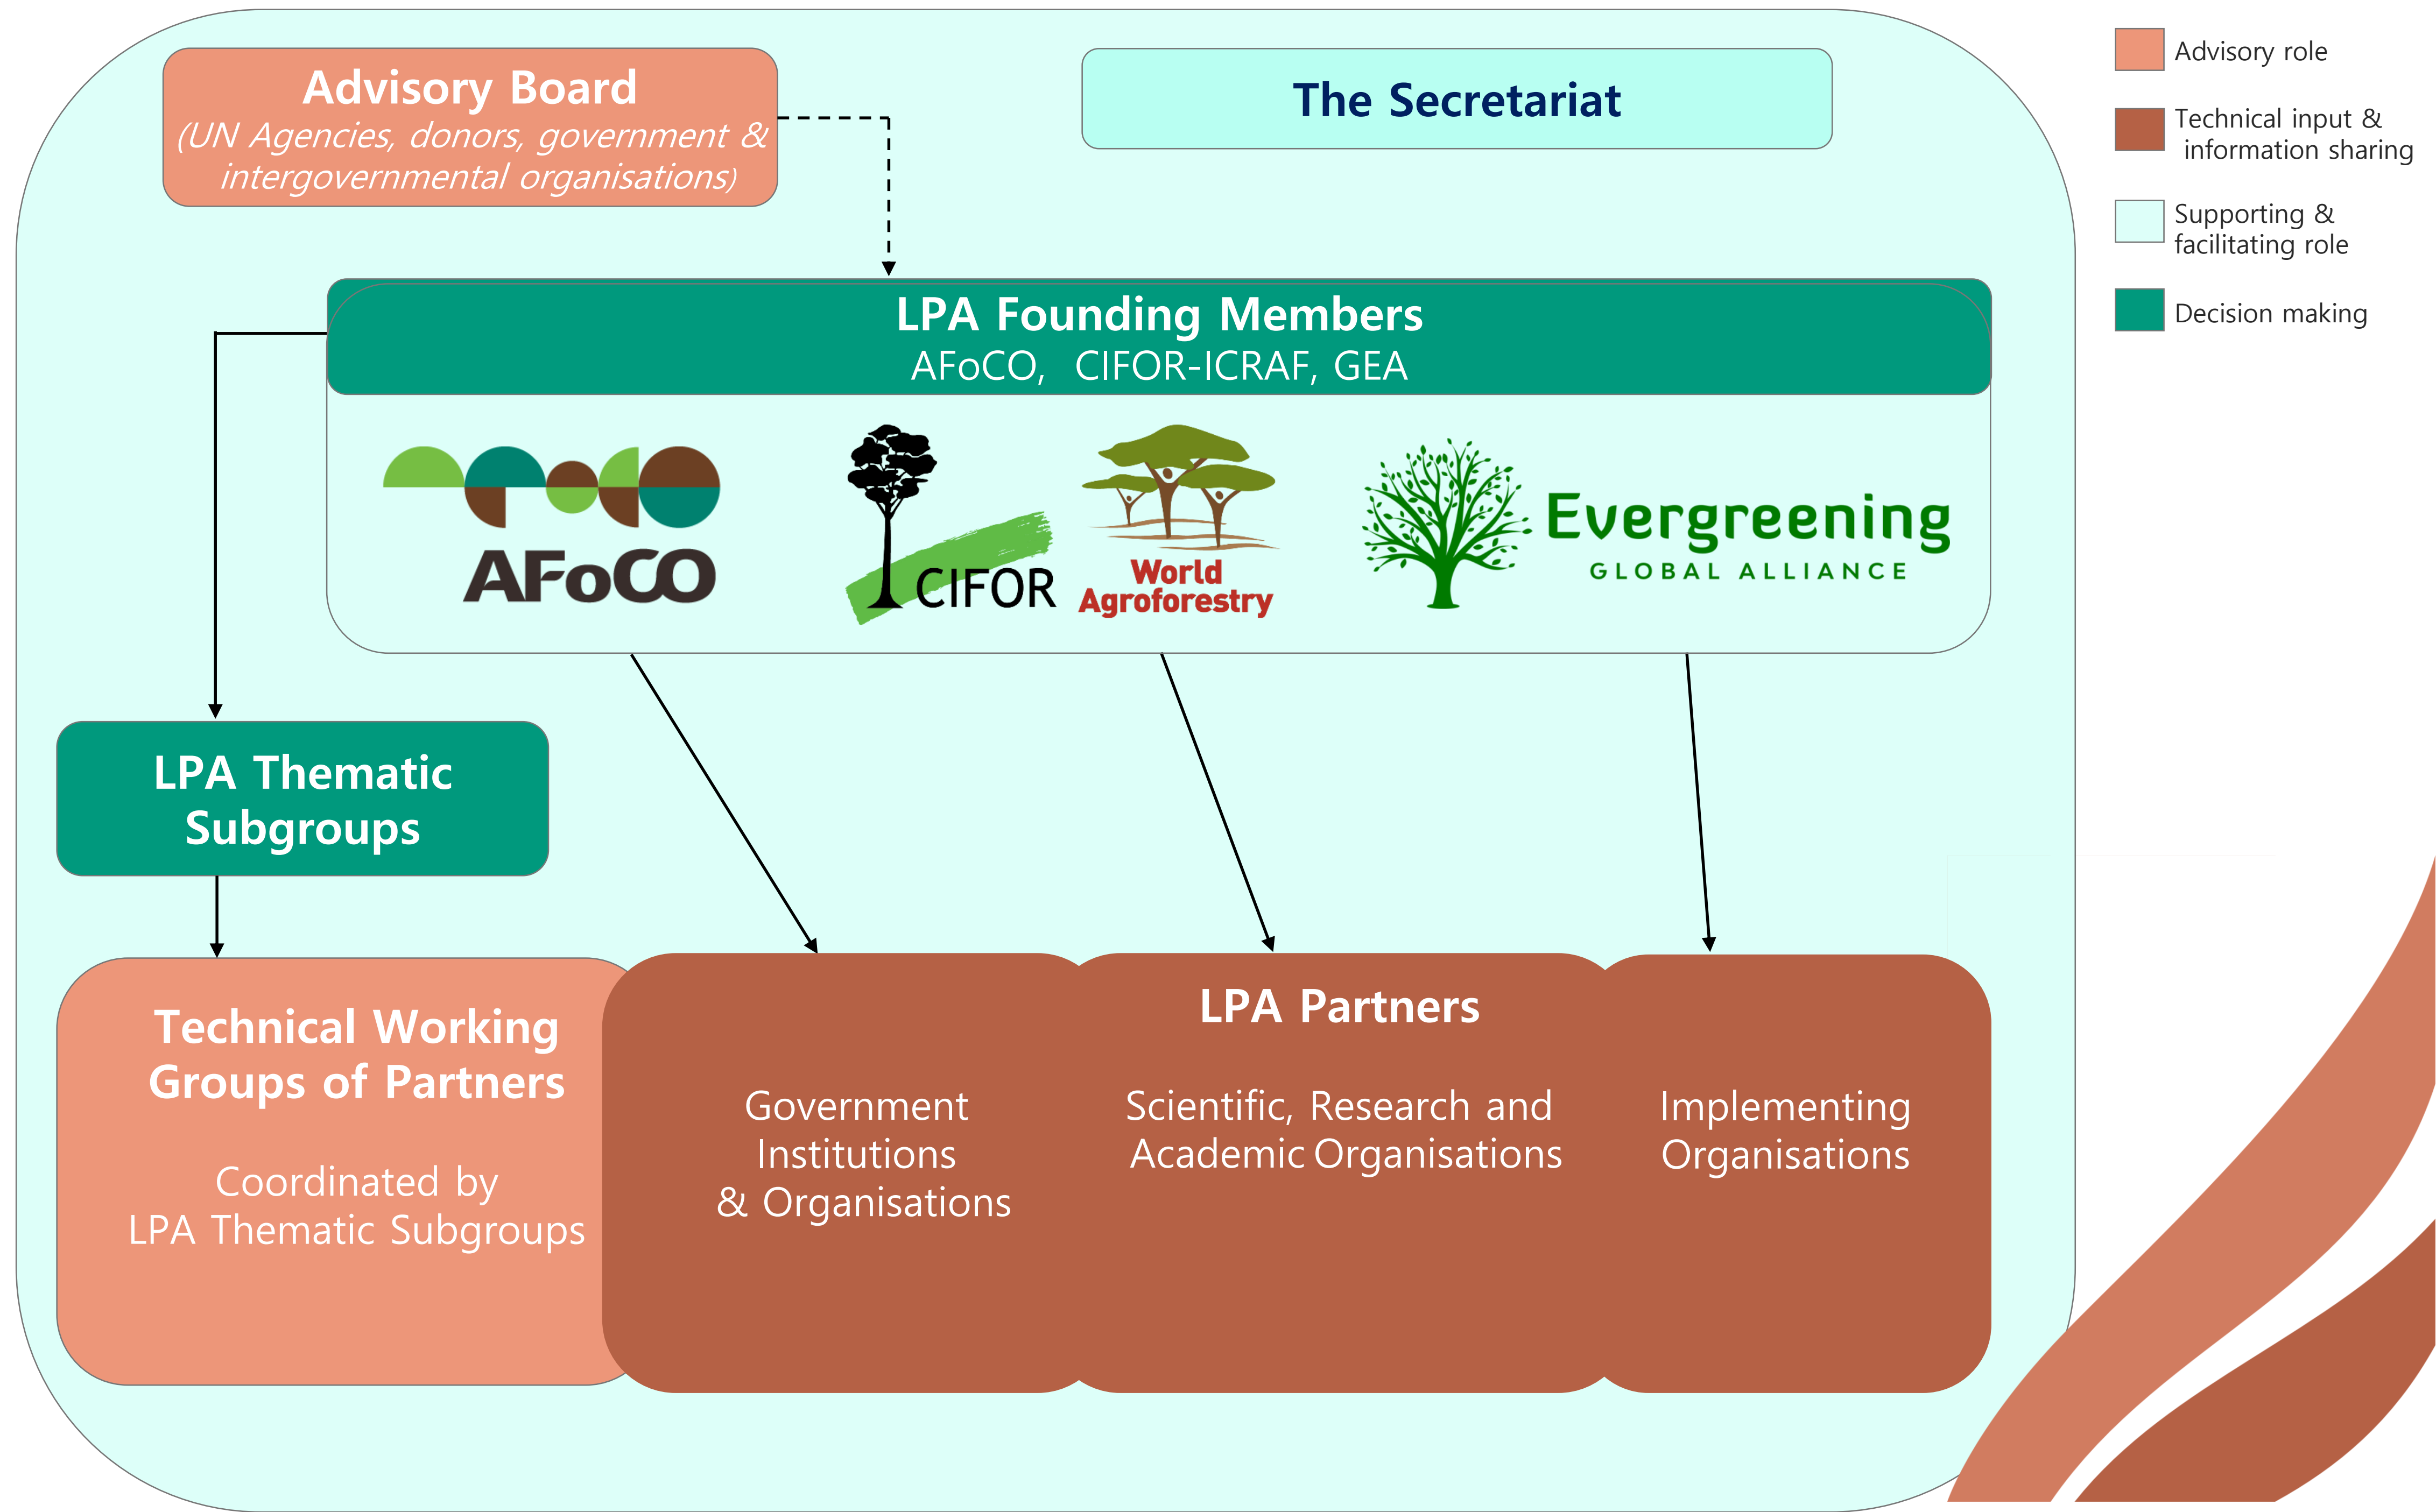 Advisory Board
(UN Agencies, donors, government &
intergovernmental organisations)
The Secretariat
Advisory role
Technical input &
information sharing
Supporting &
facilitating role
Decision making
LPA Founding Members
AFoCO, CIFOR-ICRAF, GEA
AFoCO
CIFOR
World
Agroforestry
Evergreening
GLOBAL ALLIANCE
LPA Thematic
Subgroups
Technical Working
Groups of Partners
Coordinated by
LPA Thematic Subgroups
LPA Partners
Government
Institutions
& Organisations
Scientific, Research and
Academic Organisations
Implementing
Organisations